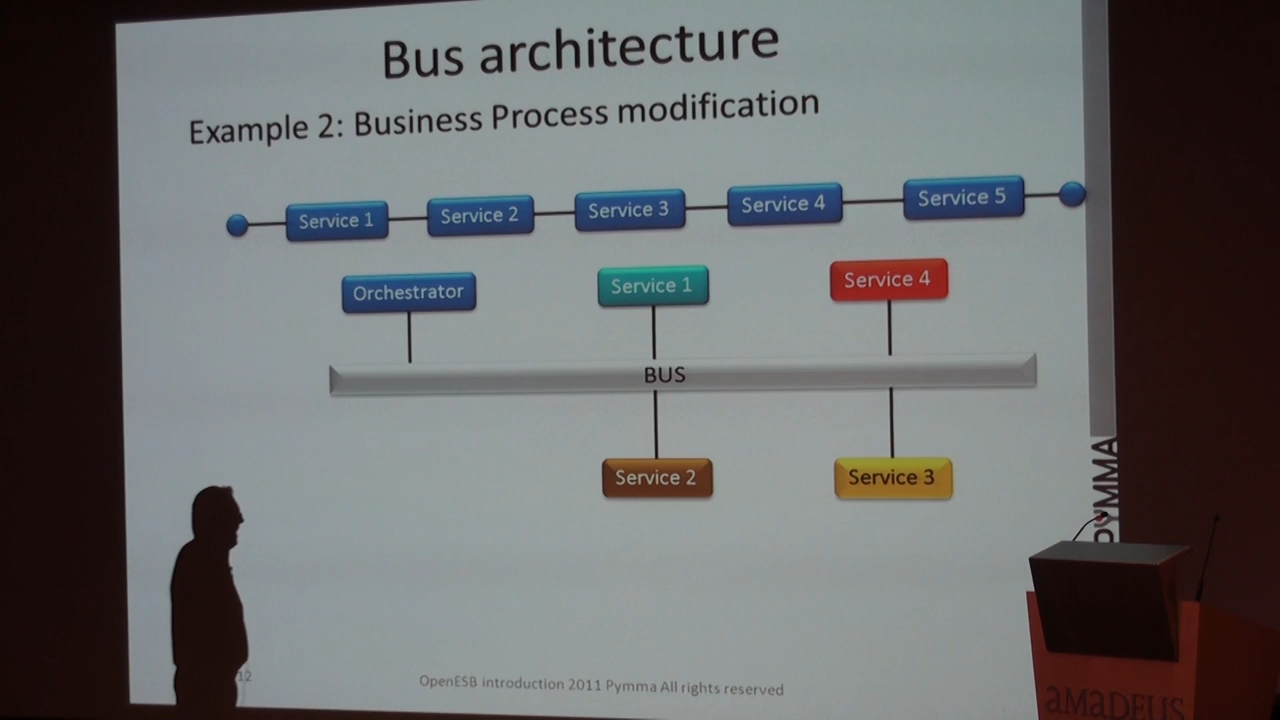 Bus architecture
Example 2: Business Process modification
Service 1 Service 2 Service 3 Service 4 Service 5
Orchestrator Service 1 Service 4
BUS
Service 2 Service 3
PYMMA
12 OpenESB introduction 2011 Pymma All rights reserved
amaDEUS